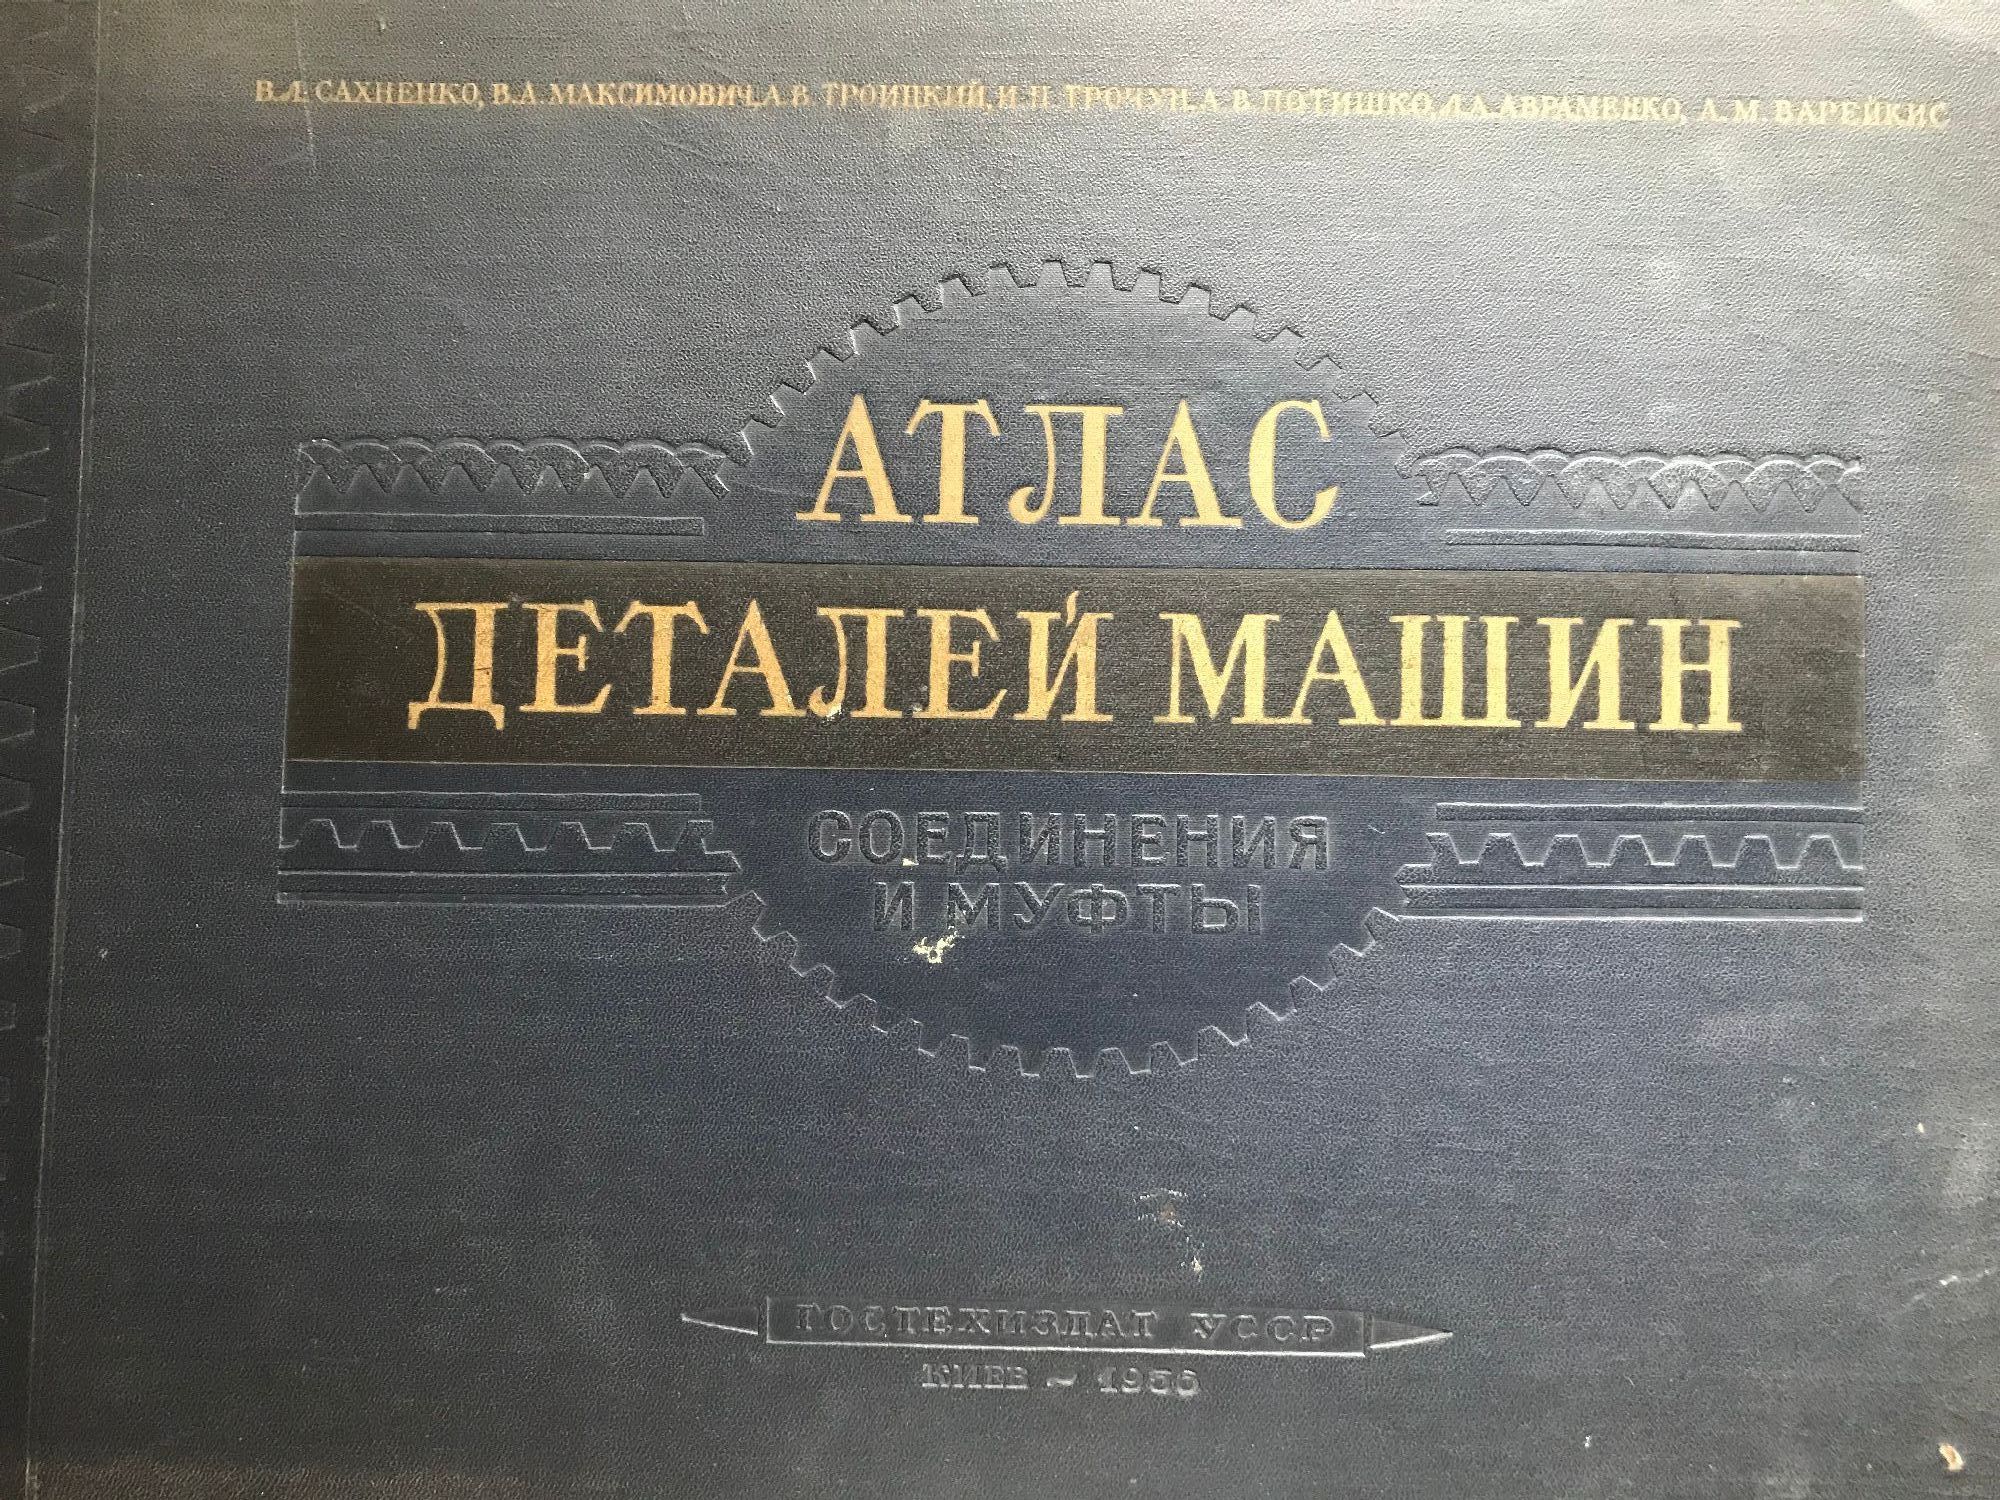 В.Л. САХНЕНКО, В.А. МАКСИМОВИЧ, А.В. ТРОИЦКИЙ, И.Н. ТРОЧУН, А.В. ПОТИШКО, Л.А. АВРАМЕНКО, А.М. ВАРЕЙКИС
АТЛАС
ДЕТАЛЕЙ МАШИН
СОЕДИНЕНИЯ
И МУФТЫ
ГОСТЕХИЗДАТ УССР
КИЕВ ~ 1956